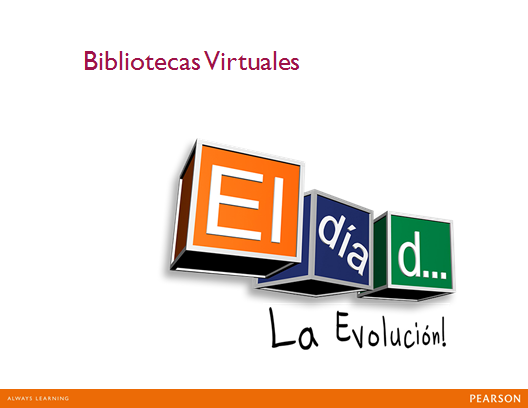 Bibliotecas Virtuales
El
día
d...
La Evolución!
ALWAYS LEARNING
PEARSON